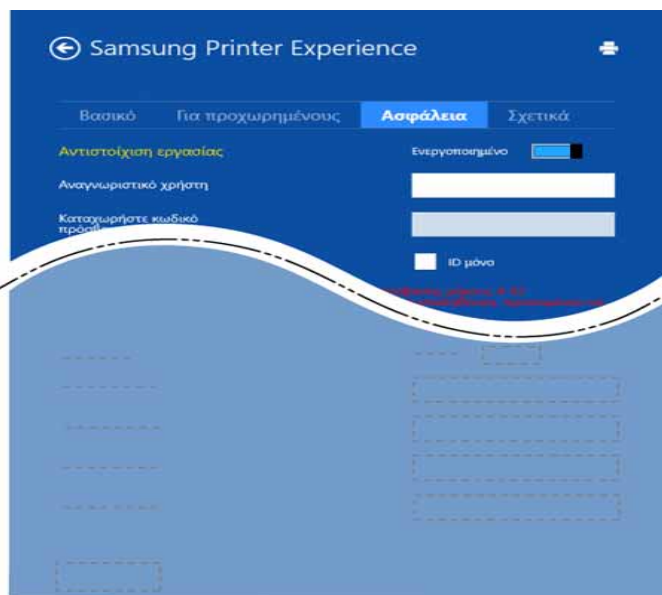 Samsung Printer Experience
Βασικό Για προχωρημένους Ασφάλεια Σχετικά
Αντιστοίχιση εργασίας Ενεργοποιημένο
Αναγνωριστικό χρήστη
Καταχωρήστε κωδικό
ID μόνο